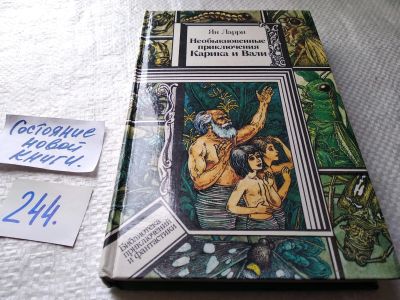 Ян Ларри
Необыкновенные
приключения
Карика и Вали
Состояние
новой
книги.
244.
Библиотека
приключений
и фантастики